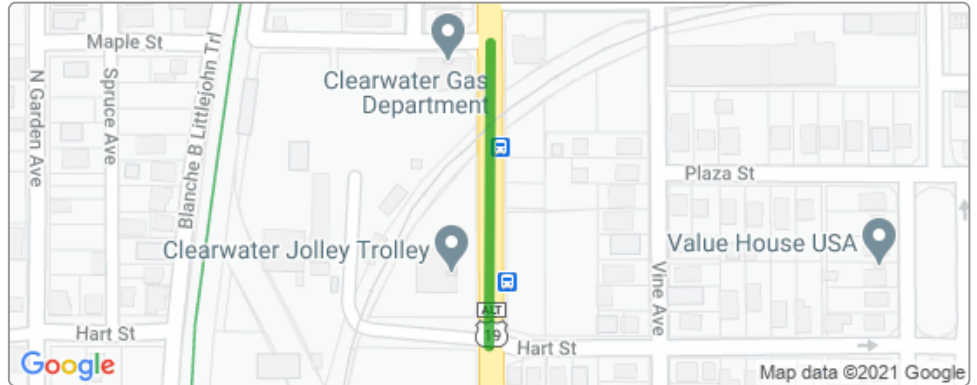 Maple St
Clearwater Gas
Department
N Garden Ave
Spruce Ave
Blanche B Littlejohn Trl
Plaza St
Clearwater Jolley Trolley
Value House USA
Vine Ave
ALT
19
Hart St
Hart St
Google
Map data ©2021 Google